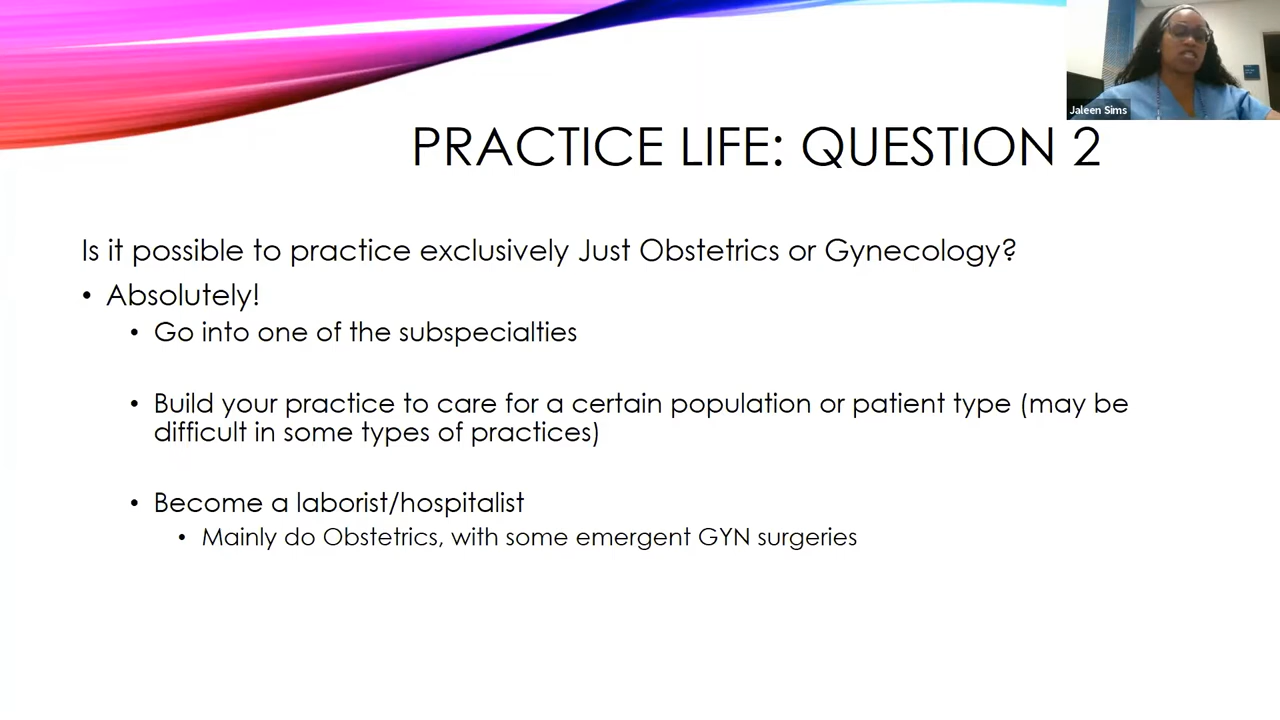 Jaleen Sims
PRACTICE LIFE: QUESTION 2
Is it possible to practice exclusively Just Obstetrics or Gynecology?
• Absolutely!
• Go into one of the subspecialties
• Build your practice to care for a certain population or patient type (may be
difficult in some types of practices)
• Become a laborist/hospitalist
• Mainly do Obstetrics, with some emergent GYN surgeries